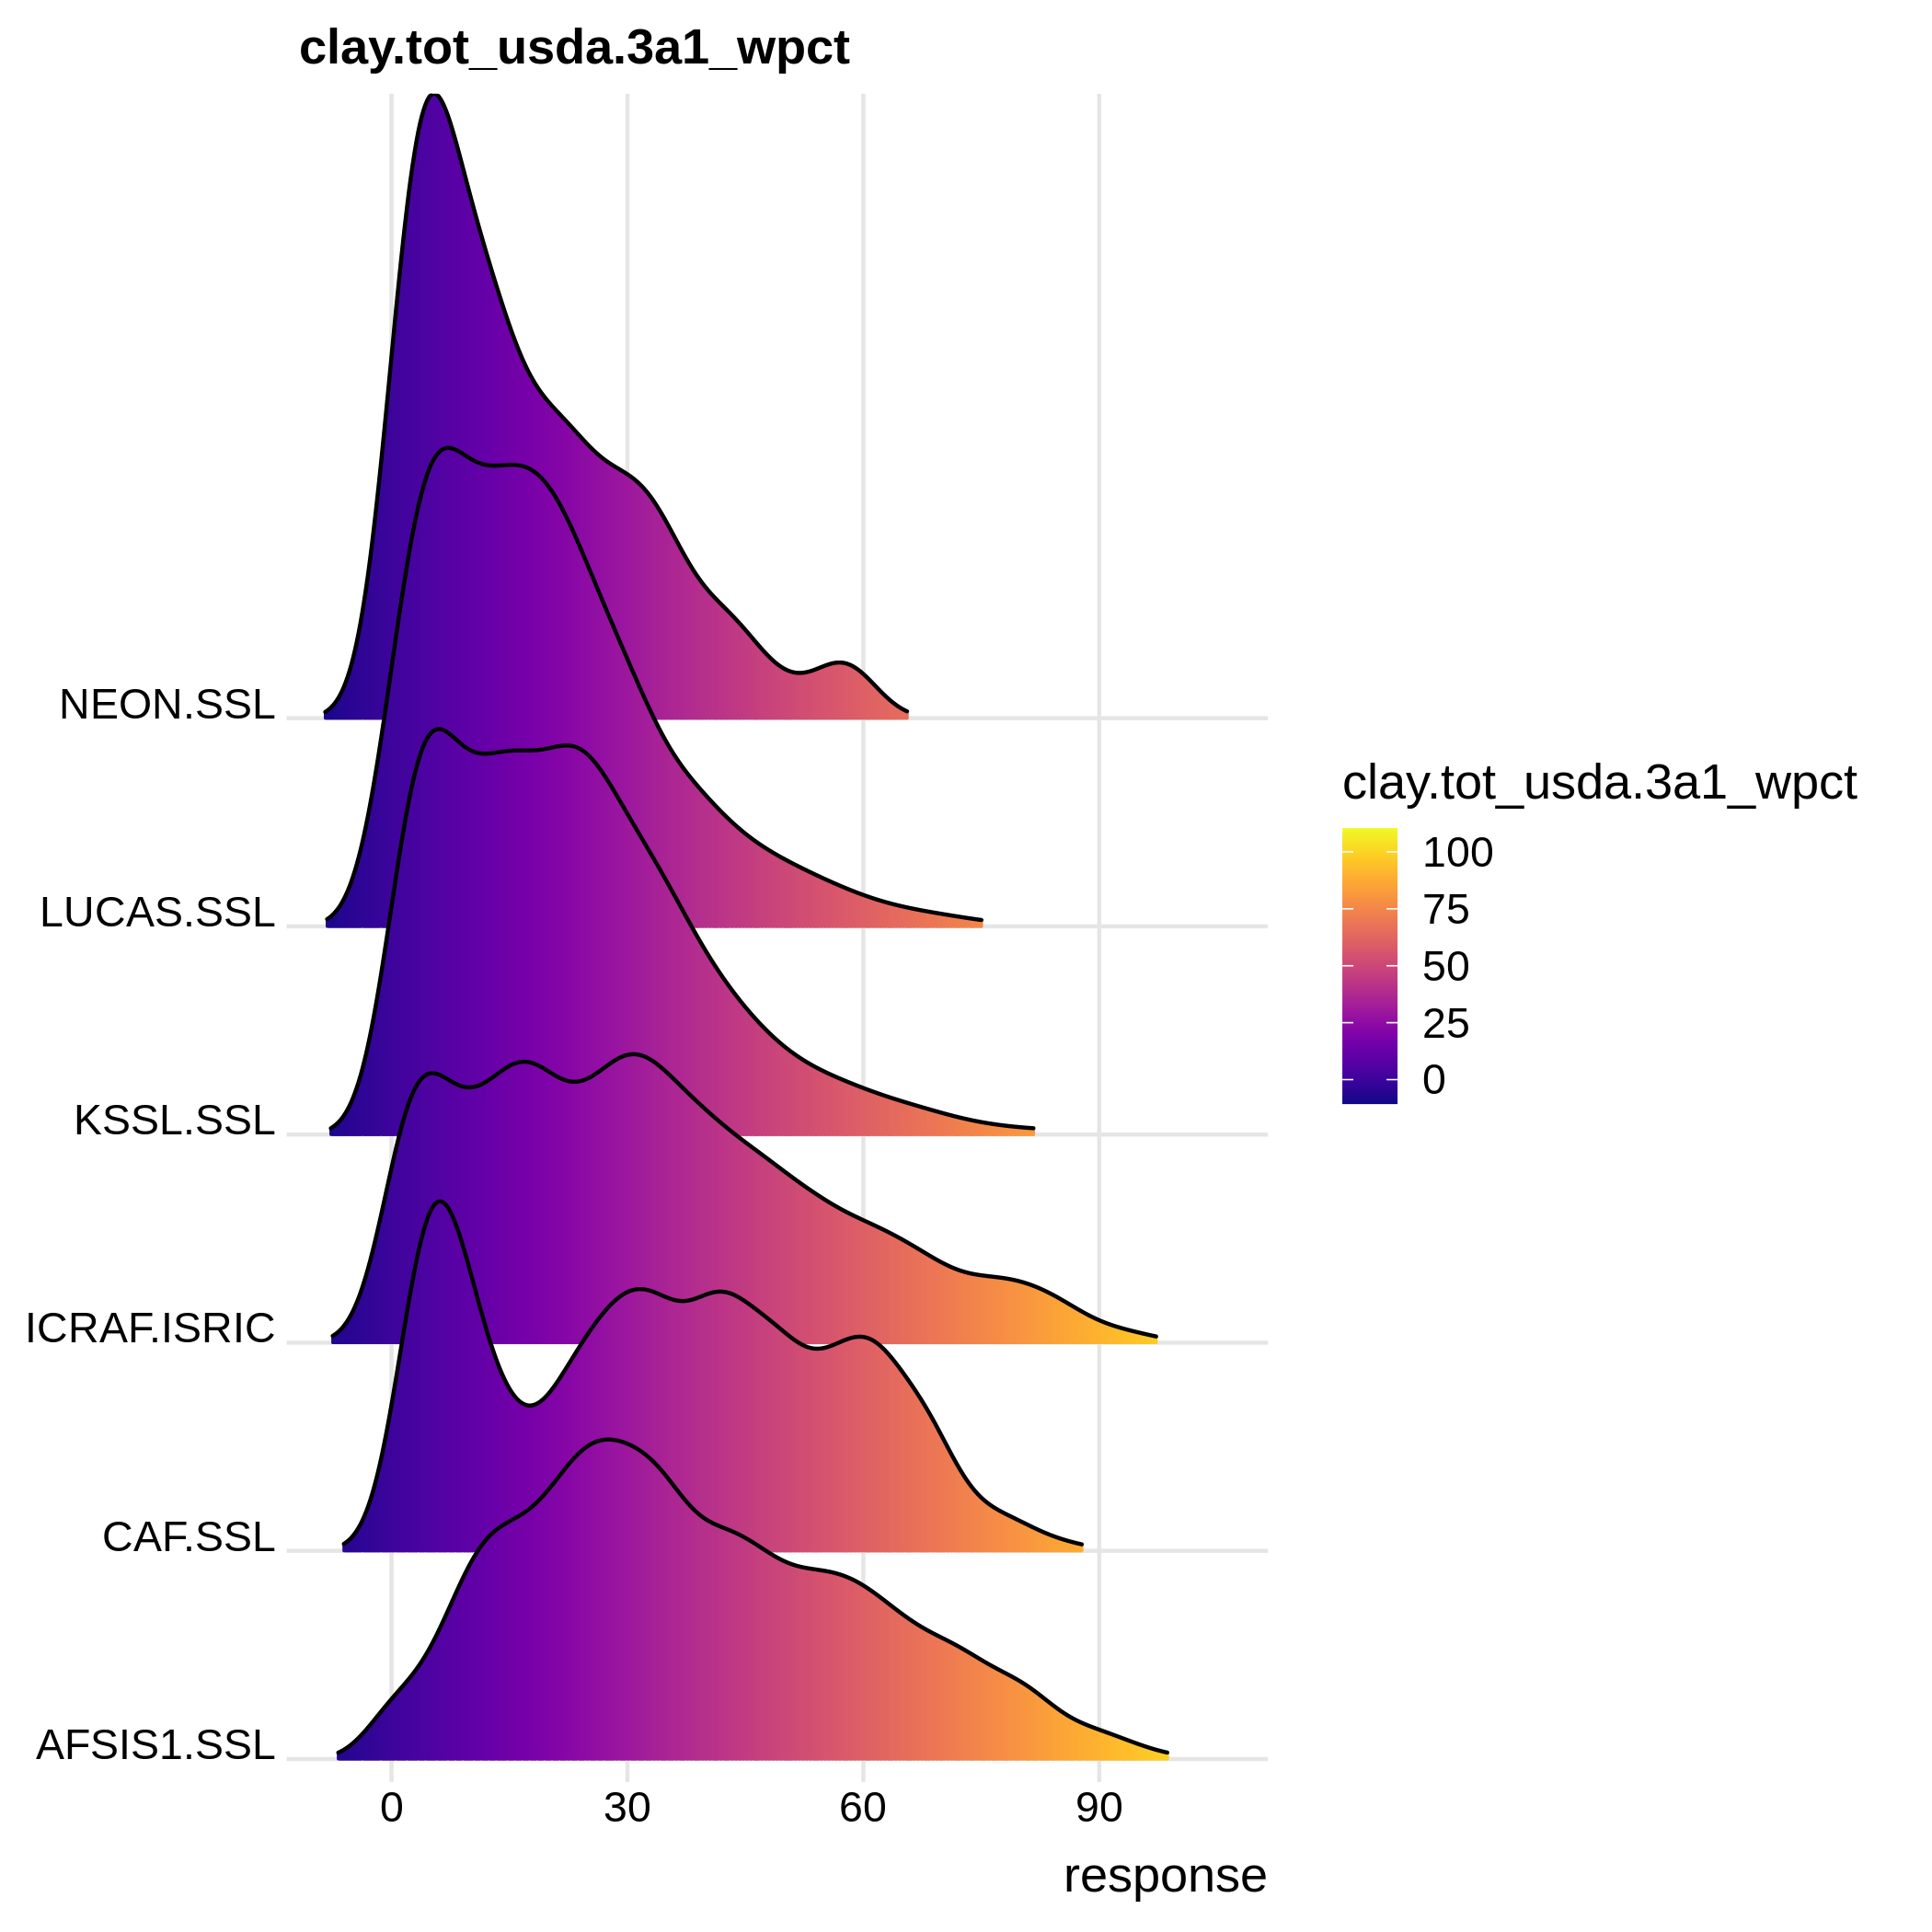 clay.tot_usda.3a1_wpct
NEON.SSL
LUCAS.SSL
KSSL.SSL
ICRAF.ISRIC
CAF.SSL
AFSIS1.SSL
0 30 60 90
response
clay.tot_usda.3a1_wpct
100
75
50
25
0